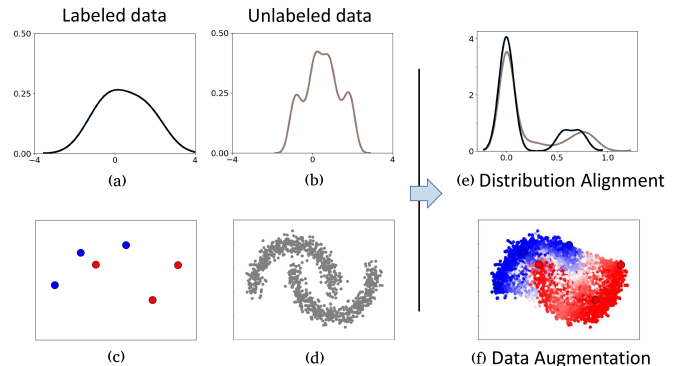 Labeled data
Unlabeled data
0.50
0.25
0.00
-4
0
4
(a)
0.50
0.25
0.00
-4
0
4
(b)
4
2
0
0.0
0.5
1.0
(e) Distribution Alignment
(c)
(d)
(f) Data Augmentation